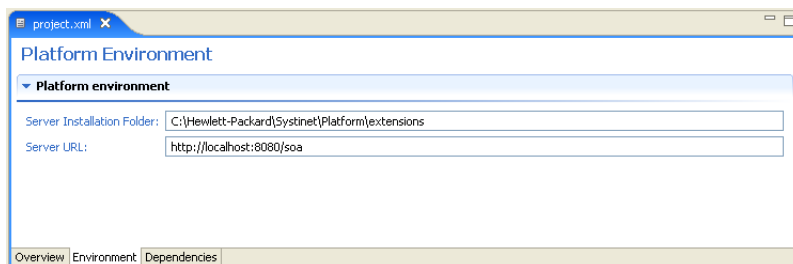 project.xml
Platform Environment
Platform environment
Server Installation Folder: C:\Hewlett-Packard\Systinet\Platform\extensions
Server URL: http://localhost:8080/soa
Overview Environment Dependencies